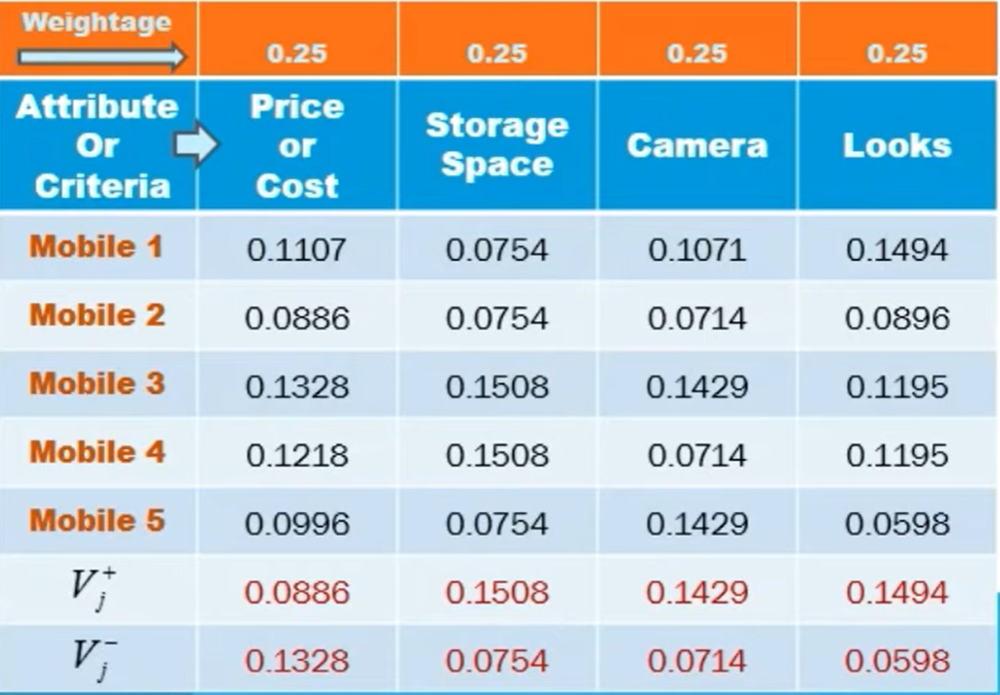 Weightage
0.25 0.25 0.25 0.25
Attribute
Or
Criteria
Price
or
Cost
Storage
Space
Camera
Looks
Mobile 1 0.1107 0.0754 0.1071 0.1494
Mobile 2 0.0886 0.0754 0.0714 0.0896
Mobile 3 0.1328 0.1508 0.1429 0.1195
Mobile 4 0.1218 0.1508 0.0714 0.1195
Mobile 5 0.0996 0.0754 0.1429 0.0598
V_j^+ 0.0886 0.1508 0.1429 0.1494
V_j^- 0.1328 0.0754 0.0714 0.0598